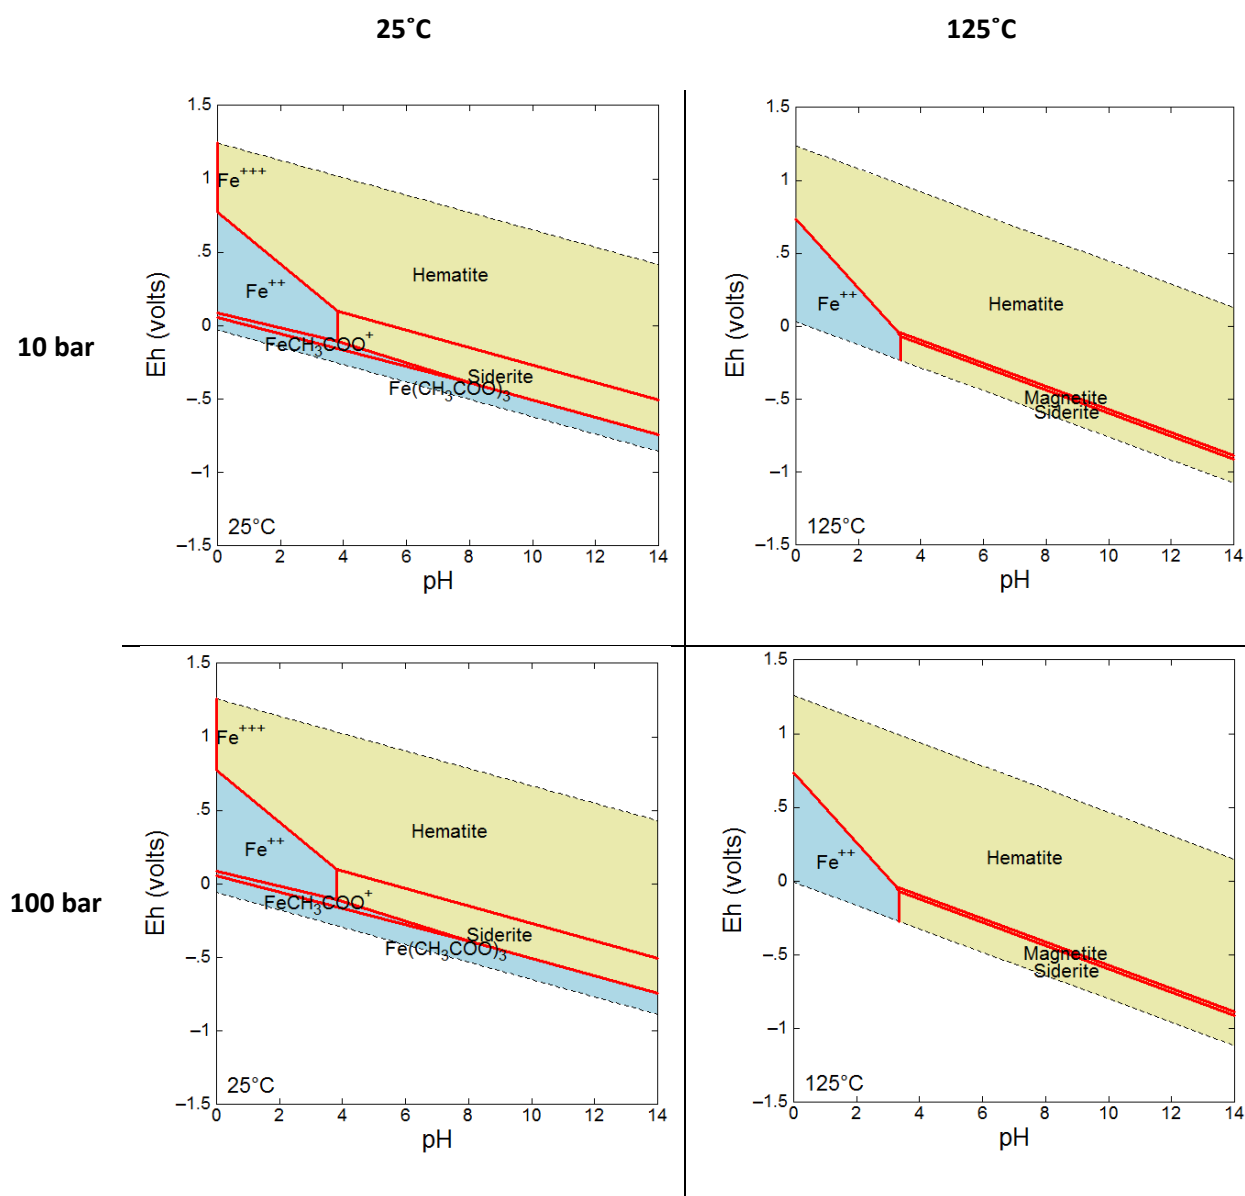 25˚C
125˚C
10 bar
1.5
1
.5
0
–.5
–1
–1.5
Eh (volts)
Fe+++
Fe++
Hematite
FeCH3COO+
Siderite
Fe(CH3COO)3
25°C
0 2 4 6 8 10 12 14
pH
1.5
1
.5
0
–.5
–1
–1.5
Eh (volts)
Fe++
Hematite
Magnetite
Siderite
125°C
0 2 4 6 8 10 12 14
pH
100 bar
1.5
1
.5
0
–.5
–1
–1.5
Eh (volts)
Fe+++
Fe++
Hematite
FeCH3COO+
Siderite
Fe(CH3COO)3
25°C
0 2 4 6 8 10 12 14
pH
1.5
1
.5
0
–.5
–1
–1.5
Eh (volts)
Fe++
Hematite
Magnetite
Siderite
125°C
0 2 4 6 8 10 12 14
pH